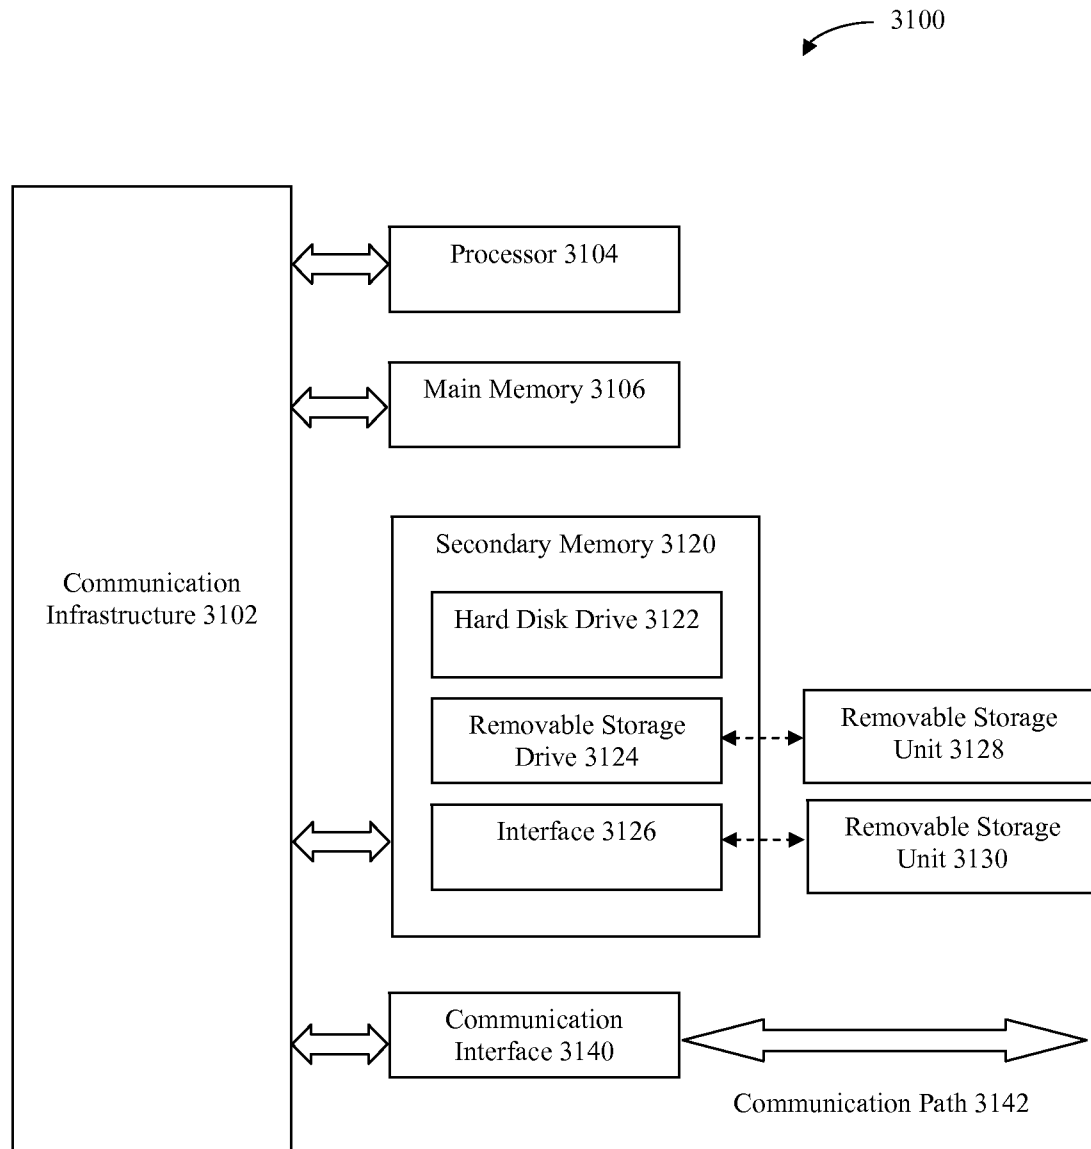 3100
Processor 3104
Main Memory 3106
Communication
Infrastructure 3102
Secondary Memory 3120
Hard Disk Drive 3122
Removable Storage
Drive 3124
Removable Storage
Unit 3128
Interface 3126
Removable Storage
Unit 3130
Communication
Interface 3140
Communication Path 3142